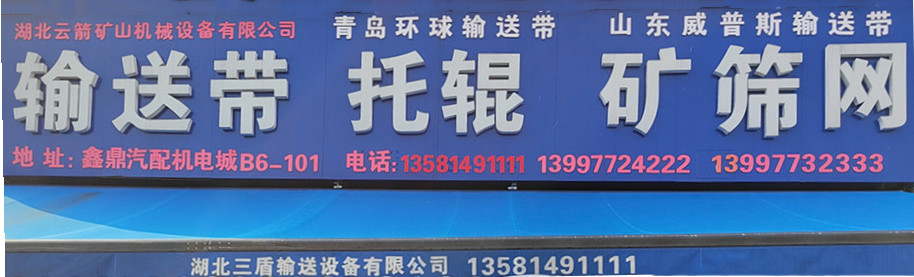 湖北云箭矿山机械设备有限公司 青岛环球输送带 山东威普斯输送带
输送带 托辊 矿筛网
地址:鑫鼎汽配机电城B6-101 电话:13581491111 13997724222 13997732333
湖北三盾输送设备有限公司 13581491111